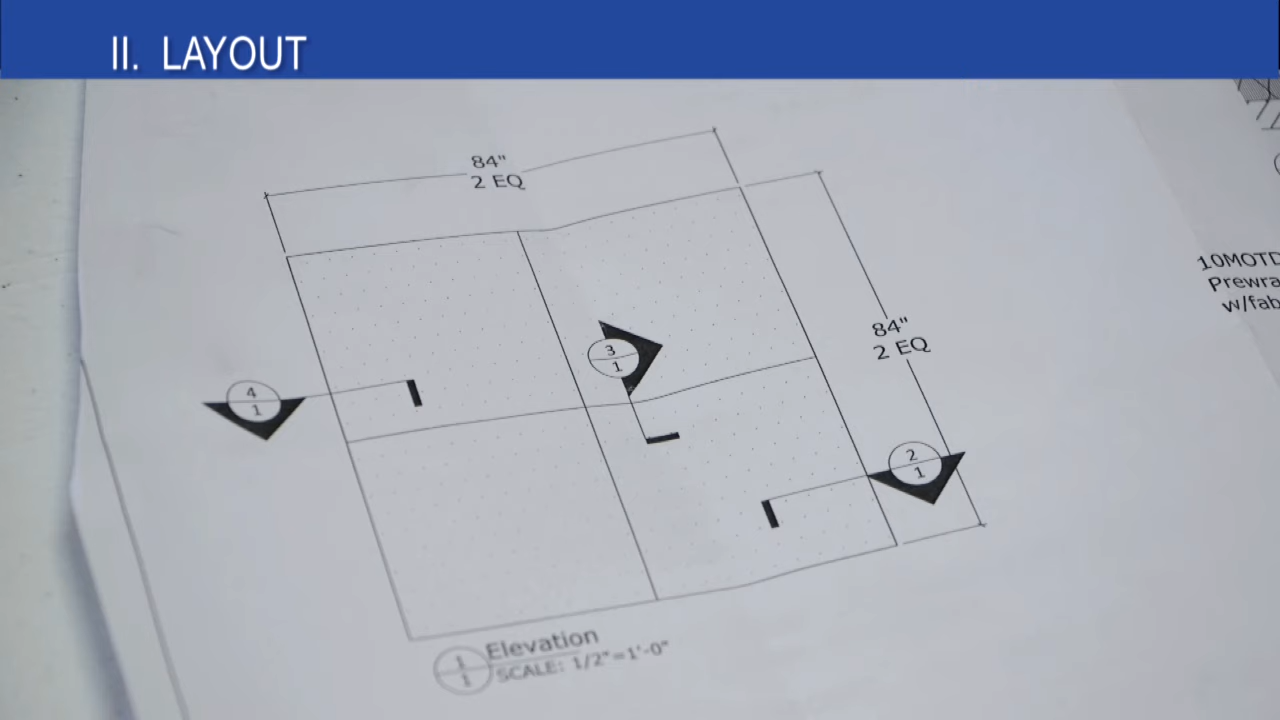 II. LAYOUT
84"
2 EQ
10MOTD
Prewra
w/fab
84"
2 EQ
3
1
4
1
2
1
1
1
Elevation
SCALE: 1/2"=1'-0"